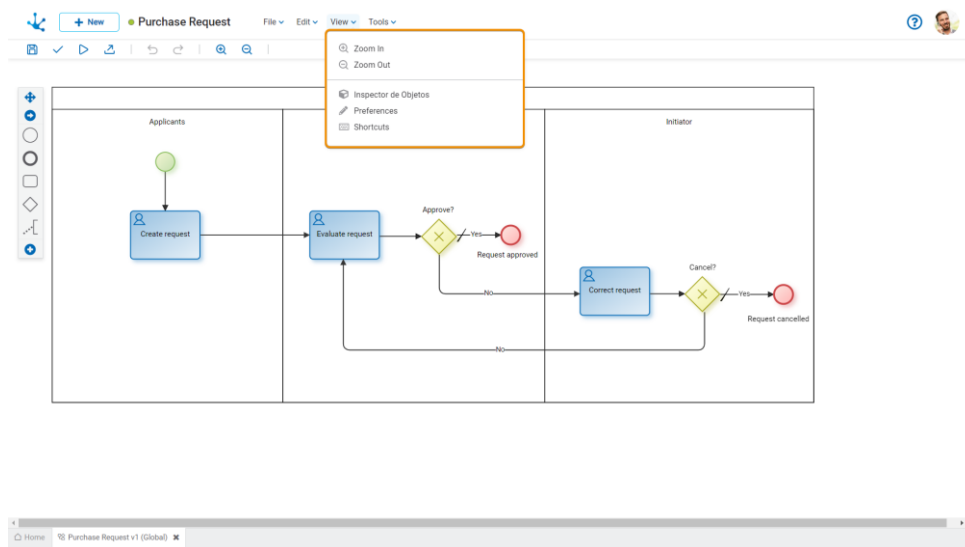 + New
Purchase Request
File
Edit
View
Tools
Zoom In
Zoom Out
Inspector de Objetos
Preferences
Shortcuts
Applicants
Initiator
Create request
Evaluate request
Approve?
Yes
Request approved
No
Correct request
Cancel?
Yes
Request cancelled
No
Home
Purchase Request v1 (Global)